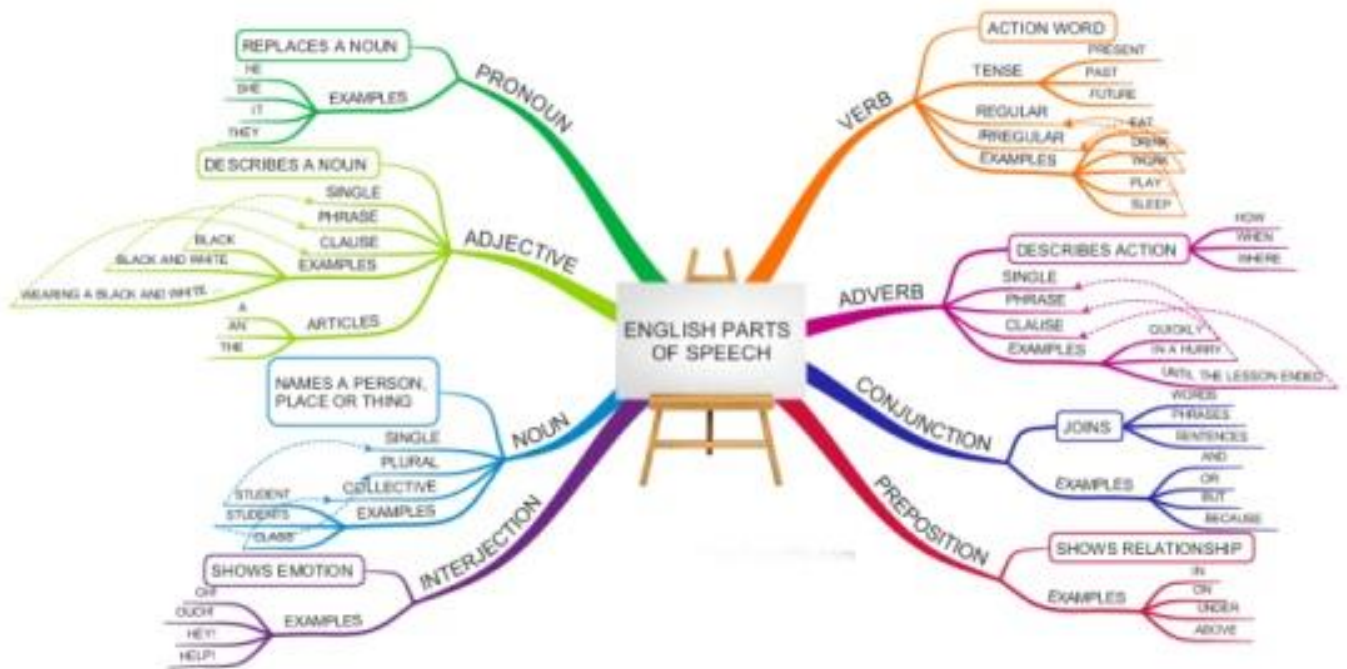 ENGLISH PARTS
OF SPEECH
PRONOUN
REPLACES A NOUN
EXAMPLES
HE
SHE
IT
THEY
ADJECTIVE
DESCRIBES A NOUN
SINGLE
PHRASE
CLAUSE
EXAMPLES
BLACK
BLACK AND WHITE
WEARING A BLACK AND WHITE
ARTICLES
A
AN
THE
NOUN
NAMES A PERSON,
PLACE OR THING
SINGLE
PLURAL
COLLECTIVE
EXAMPLES
STUDENT
STUDENTS
CLASS
INTERJECTION
SHOWS EMOTION
EXAMPLES
OH!
OUCH!
HEY!
HELP!
VERB
ACTION WORD
TENSE
PRESENT
PAST
FUTURE
REGULAR
IRREGULAR
EXAMPLES
EAT
DRINK
WORK
PLAY
SLEEP
ADVERB
DESCRIBES ACTION
HOW
WHEN
WHERE
SINGLE
PHRASE
CLAUSE
EXAMPLES
QUICKLY
IN A HURRY
UNTIL THE LESSON ENDED
CONJUNCTION
JOINS
WORDS
PHRASES
SENTENCES
EXAMPLES
AND
OR
BUT
BECAUSE
PREPOSITION
SHOWS RELATIONSHIP
EXAMPLES
IN
ON
UNDER
ABOVE